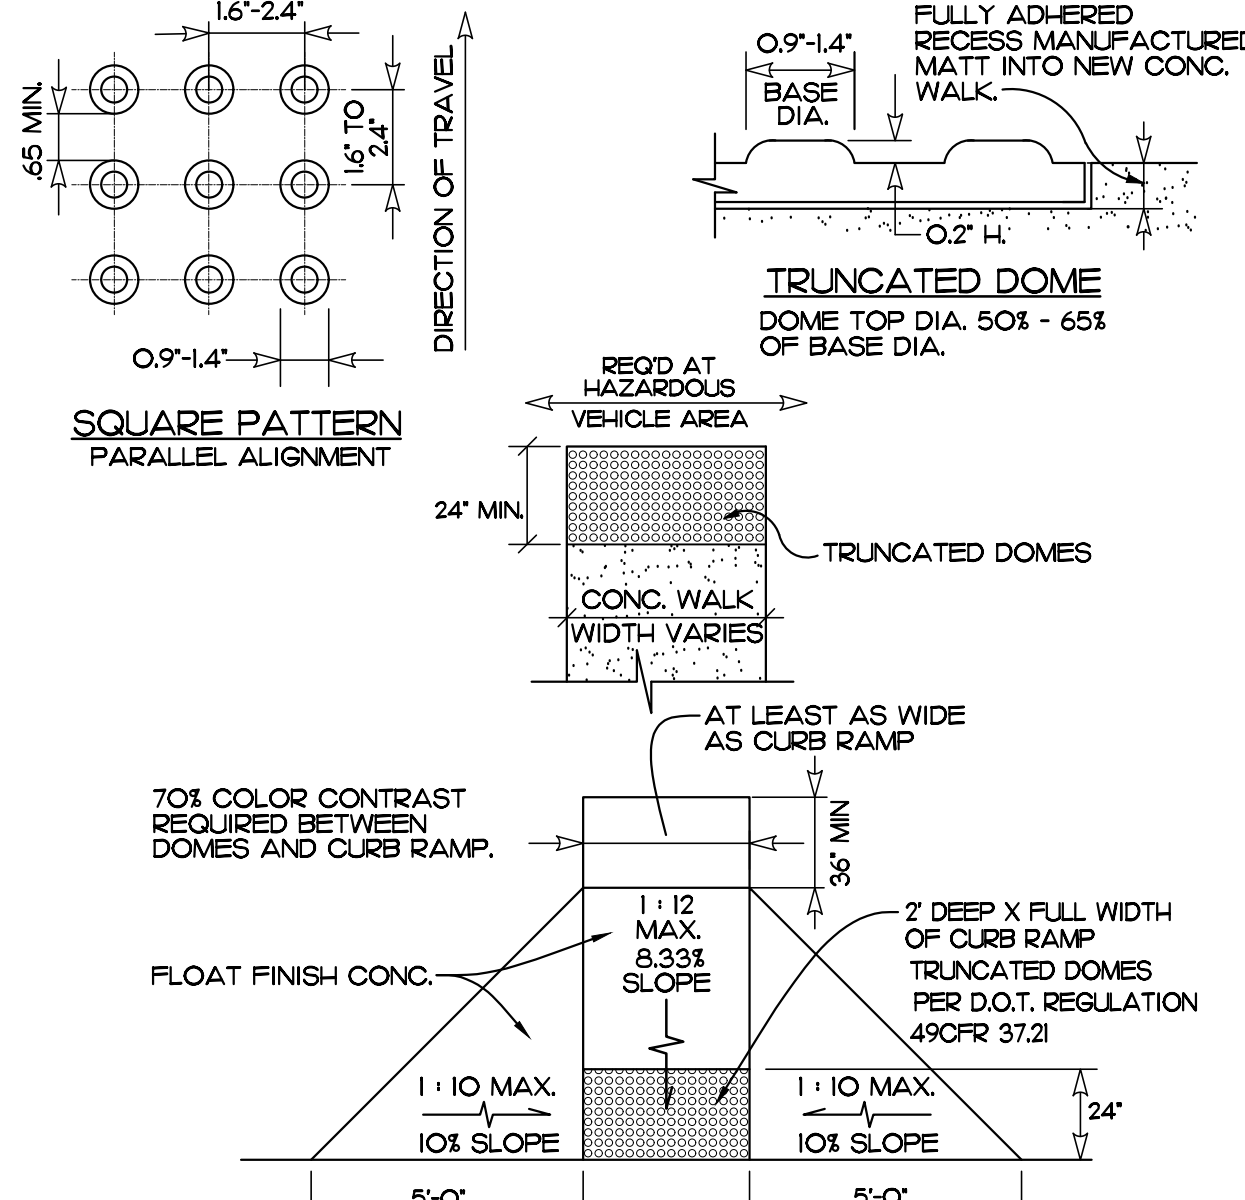 1.6"-2.4"
.65 MIN.
1.6" TO
2.4"
DIRECTION OF TRAVEL
0.9"-1.4"
SQUARE PATTERN
PARALLEL ALIGNMENT
0.9"-1.4"
BASE
DIA.
FULLY ADHERED
RECESS MANUFACTURED
MATT INTO NEW CONC.
WALK.
0.2" H.
TRUNCATED DOME
DOME TOP DIA. 50% - 65%
OF BASE DIA.
REQ'D AT
HAZARDOUS
VEHICLE AREA
24" MIN.
TRUNCATED DOMES
CONC. WALK
WIDTH VARIES
AT LEAST AS WIDE
AS CURB RAMP
70% COLOR CONTRAST
REQUIRED BETWEEN
DOMES AND CURB RAMP.
36" MIN
1 : 12
MAX.
8.33%
SLOPE
FLOAT FINISH CONC.
2' DEEP X FULL WIDTH
OF CURB RAMP
TRUNCATED DOMES
PER D.O.T. REGULATION
49CFR 37.21
1 : 10 MAX.
10% SLOPE
1 : 10 MAX.
10% SLOPE
24"
5'-0"
5'-0"